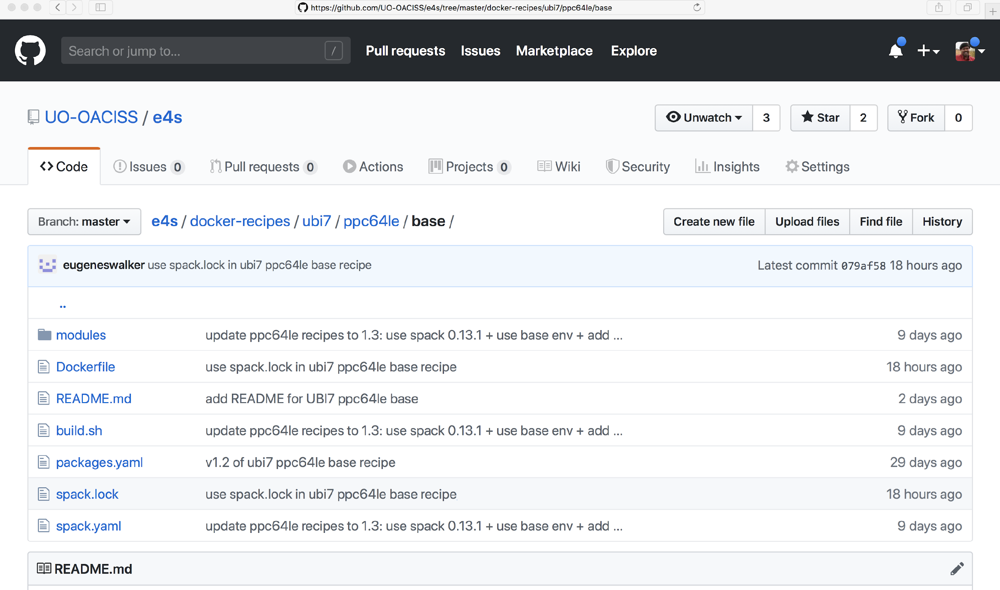 https://github.com/UO-OACISS/e4s/tree/master/docker-recipes/ubi7/ppc64le/base
Search or jump to... / Pull requests Issues Marketplace Explore
UO-OACISS / e4s Unwatch 3 Star 2 Fork 0
Code Issues 0 Pull requests 0 Actions Projects 0 Wiki Security Insights Settings
Branch: master e4s / docker-recipes / ubi7 / ppc64le / base / Create new file Upload files Find file History
eugeneswalker use spack.lock in ubi7 ppc64le base recipe Latest commit 079af58 18 hours ago
..
modules update ppc64le recipes to 1.3: use spack 0.13.1 + use base env + add ... 9 days ago
Dockerfile use spack.lock in ubi7 ppc64le base recipe 18 hours ago
README.md add README for UBI7 ppc64le base 2 days ago
build.sh update ppc64le recipes to 1.3: use spack 0.13.1 + use base env + add ... 9 days ago
packages.yaml v1.2 of ubi7 ppc64le base recipe 29 days ago
spack.lock use spack.lock in ubi7 ppc64le base recipe 18 hours ago
spack.yaml update ppc64le recipes to 1.3: use spack 0.13.1 + use base env + add ... 9 days ago
README.md